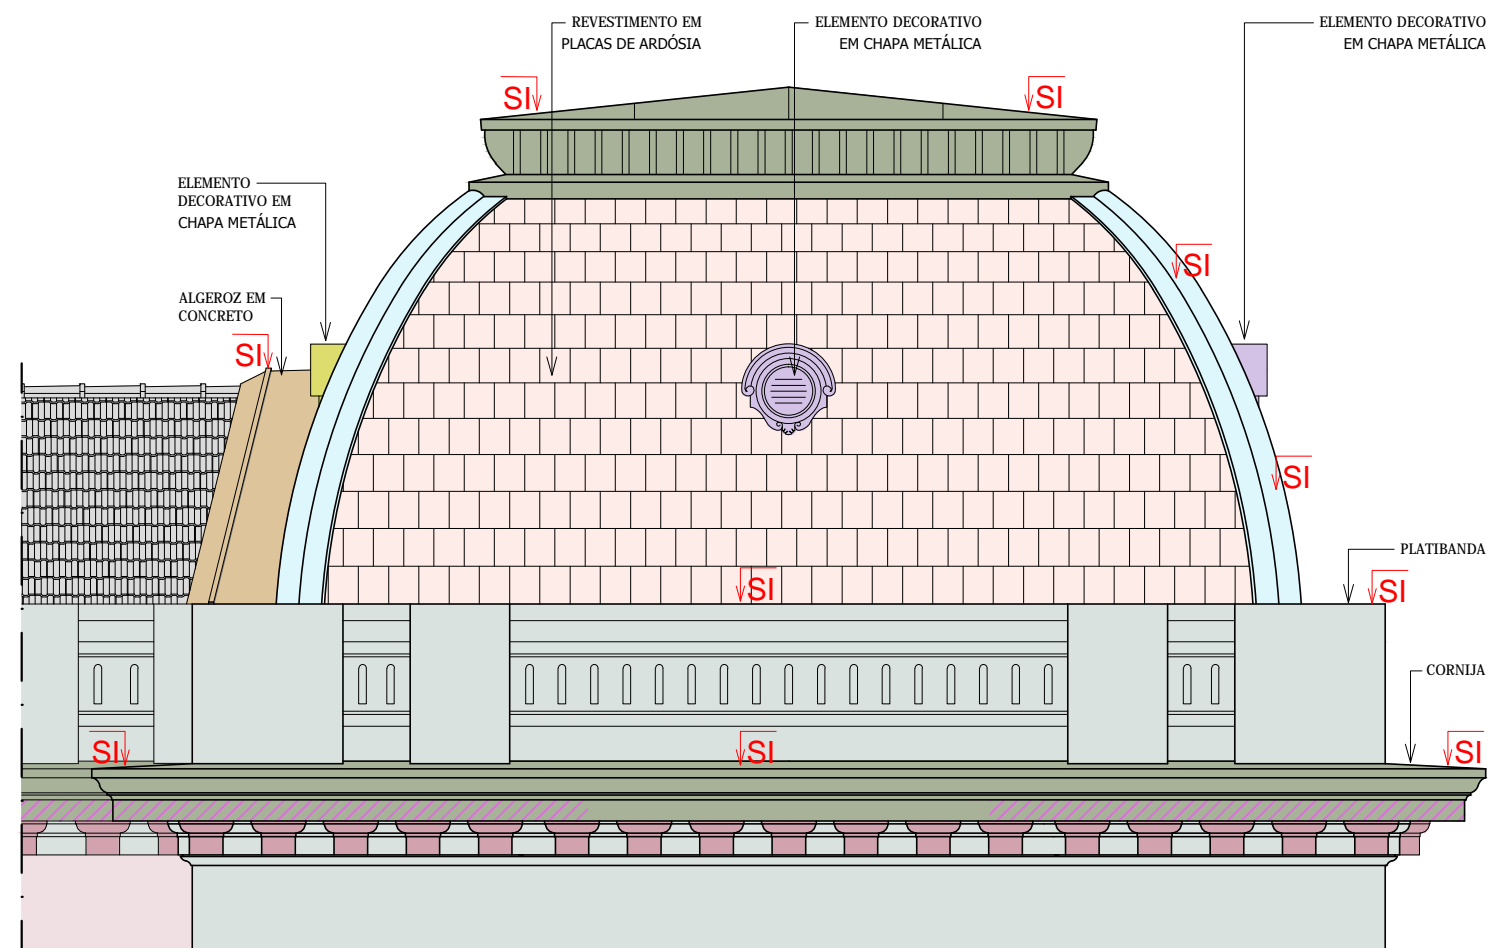 REVESTIMENTO EM
PLACAS DE ARDÓSIA
ELEMENTO DECORATIVO
EM CHAPA METÁLICA
ELEMENTO DECORATIVO
EM CHAPA METÁLICA
SI
SI
ELEMENTO
DECORATIVO EM
CHAPA METÁLICA
SI
ALGEROZ EM
CONCRETO
SI
SI
PLATIBANDA
SI
SI
CORNIJA
SI
SI
SI